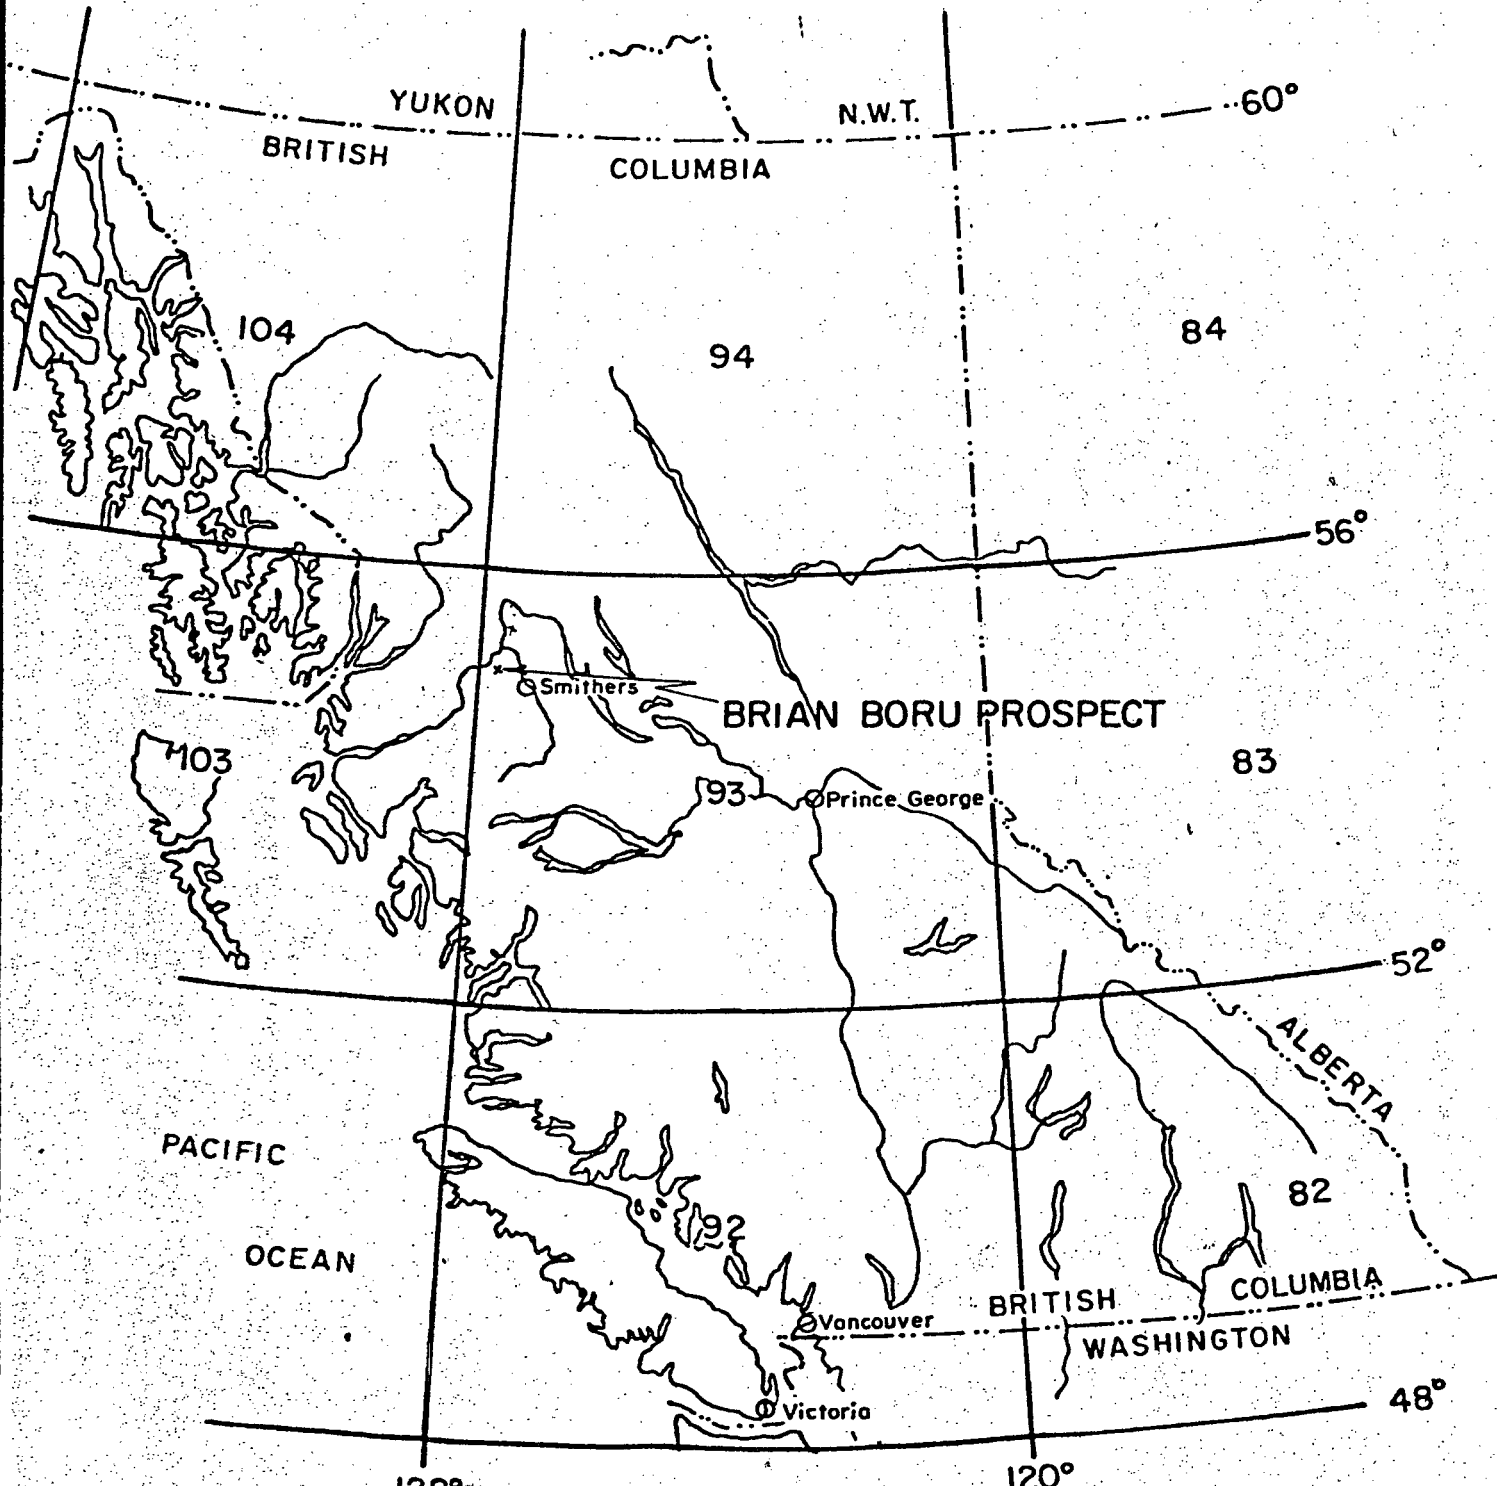 YUKON
N.W.T.
60°
BRITISH
COLUMBIA
104
94
84
56°
Smithers
BRIAN BORU PROSPECT
103
93
Prince George
83
52°
ALBERTA
PACIFIC
OCEAN
92
82
Vancouver
BRITISH
COLUMBIA
WASHINGTON
Victoria
48°
120°